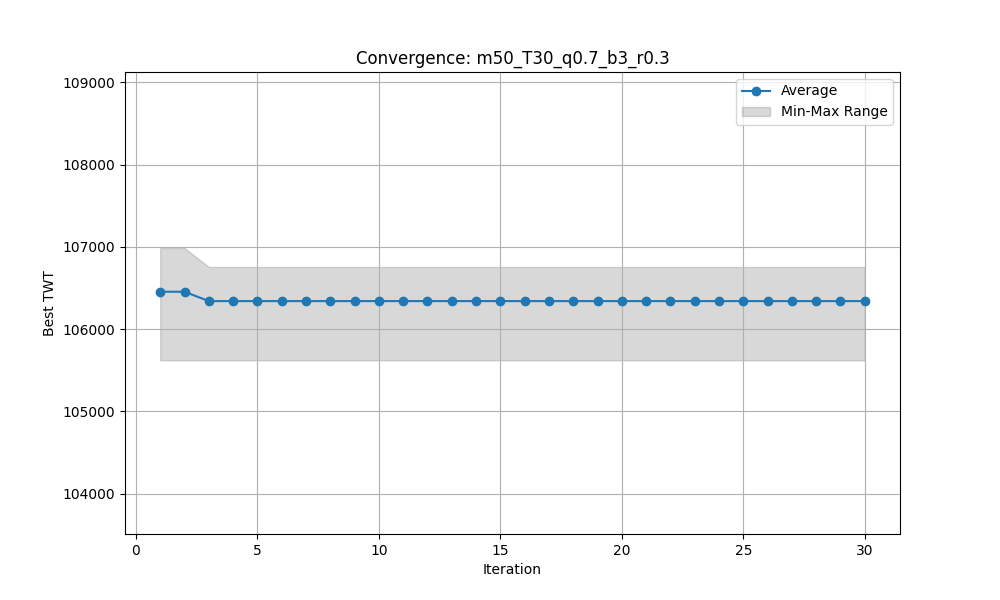 Convergence: m50_T30_q0.7_b3_r0.3
109000
108000
107000
106000
105000
104000
Best TWT
Average
Min-Max Range
0 5 10 15 20 25 30
Iteration